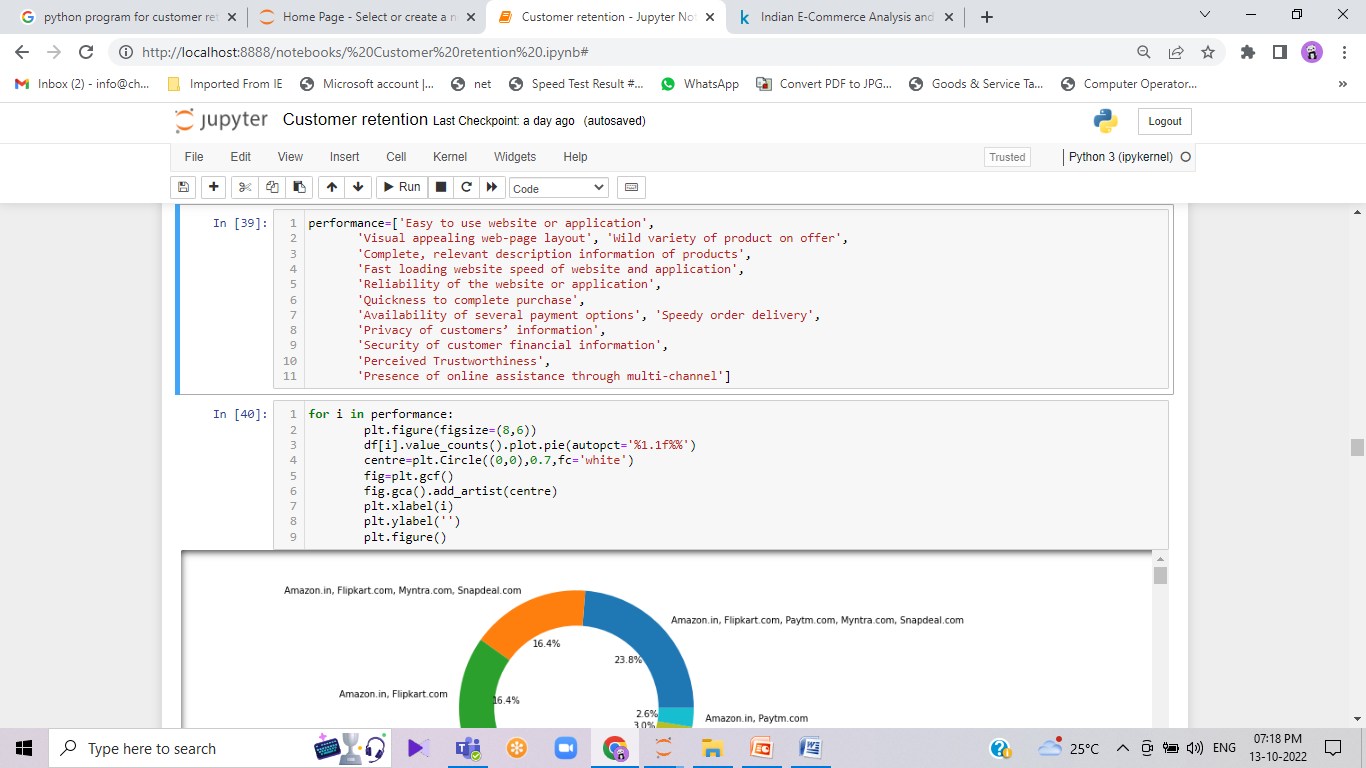 python program for customer ret
Home Page - Select or create a n
Customer retention - Jupyter Not
Indian E-Commerce Analysis and
http://localhost:8888/notebooks/%20Customer%20retention%20.ipynb#
Inbox (2) - info@ch... Imported From IE Microsoft account |... net Speed Test Result #... WhatsApp Convert PDF to JPG... Goods & Service Ta... Computer Operator... »
jupyter Customer retention Last Checkpoint: a day ago (autosaved) Logout
File Edit View Insert Cell Kernel Widgets Help Trusted Python 3 (ipykernel)
Run Code
In [39]:
1 performance=['Easy to use website or application',
2 'Visual appealing web-page layout', 'Wild variety of product on offer',
3 'Complete, relevant description information of products',
4 'Fast loading website speed of website and application',
5 'Reliability of the website or application',
6 'Quickness to complete purchase',
7 'Availability of several payment options', 'Speedy order delivery',
8 'Privacy of customers’ information',
9 'Security of customer financial information',
10 'Perceived Trustworthiness',
11 'Presence of online assistance through multi-channel']
In [40]:
1 for i in performance:
2 plt.figure(figsize=(8,6))
3 df[i].value_counts().plot.pie(autopct='%1.1f%%')
4 centre=plt.Circle((0,0),0.7,fc='white')
5 fig=plt.gcf()
6 fig.gca().add_artist(centre)
7 plt.xlabel(i)
8 plt.ylabel('')
9 plt.figure()
Amazon.in, Flipkart.com, Myntra.com, Snapdeal.com
Amazon.in, Flipkart.com, Paytm.com, Myntra.com, Snapdeal.com
16.4%
23.8%
Amazon.in, Flipkart.com
16.4%
2.6%
Amazon.in, Paytm.com
3.0%
Type here to search
25°C
ENG
07:18 PM
13-10-2022